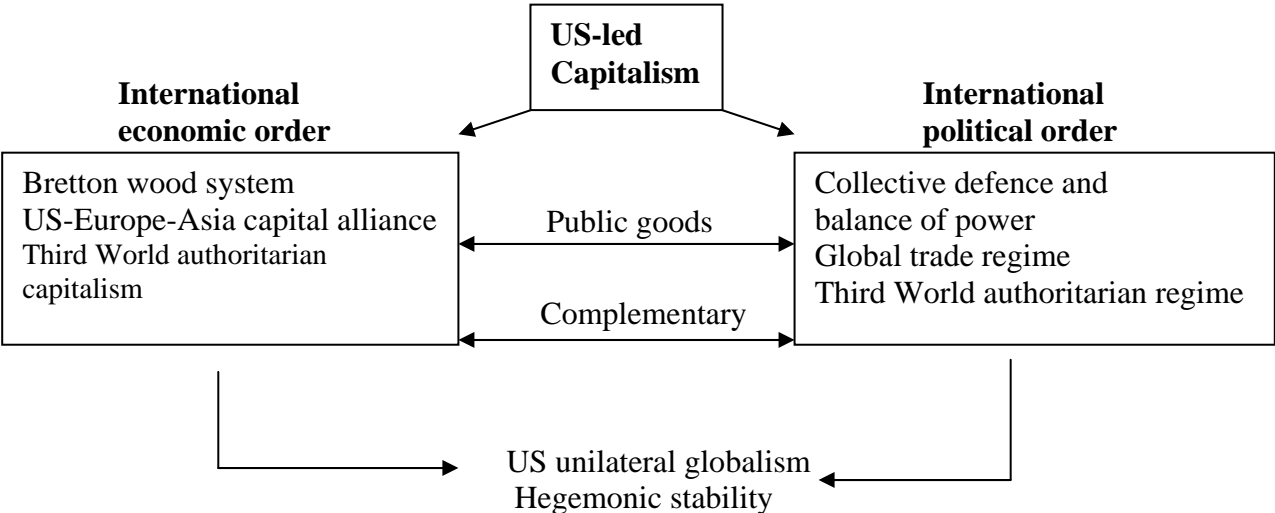 US-led
Capitalism
International
economic order
International
political order
Bretton wood system
US-Europe-Asia capital alliance
Third World authoritarian
capitalism
Public goods
Complementary
Collective defence and
balance of power
Global trade regime
Third World authoritarian regime
US unilateral globalism
Hegemonic stability